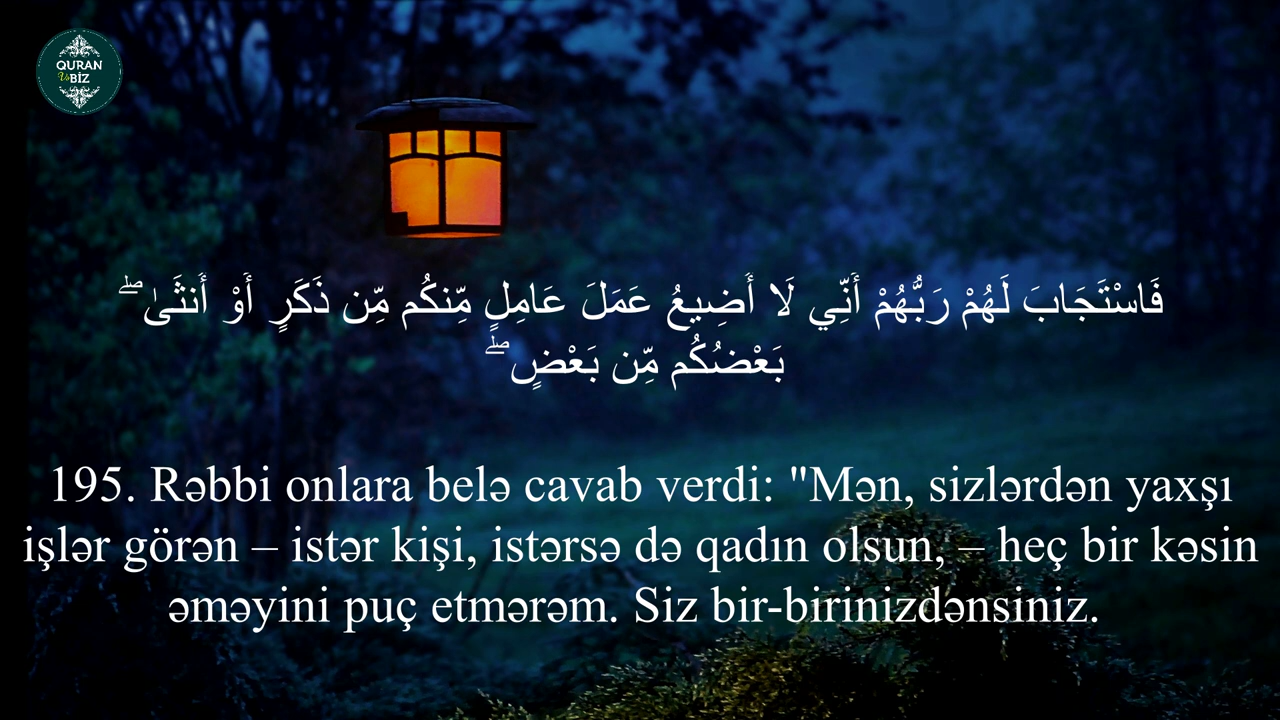 QURAN
Və BİZ
فَاسْتَجَابَ لَهُمْ رَبُّهُمْ أَنِّي لَا أَضِيعُ عَمَلَ عَامِلٍ مِّنكُم مِّن ذَكَرٍ أَوْ أَنثَىٰ ۖ
بَعْضُكُم مِّن بَعْضٍ ۖ
195. Rəbbi onlara belə cavab verdi: "Mən, sizlərdən yaxşı
işlər görən – istər kişi, istərsə də qadın olsun, – heç bir kəsin
əməyini puç etmərəm. Siz bir-birinizdənsiniz.